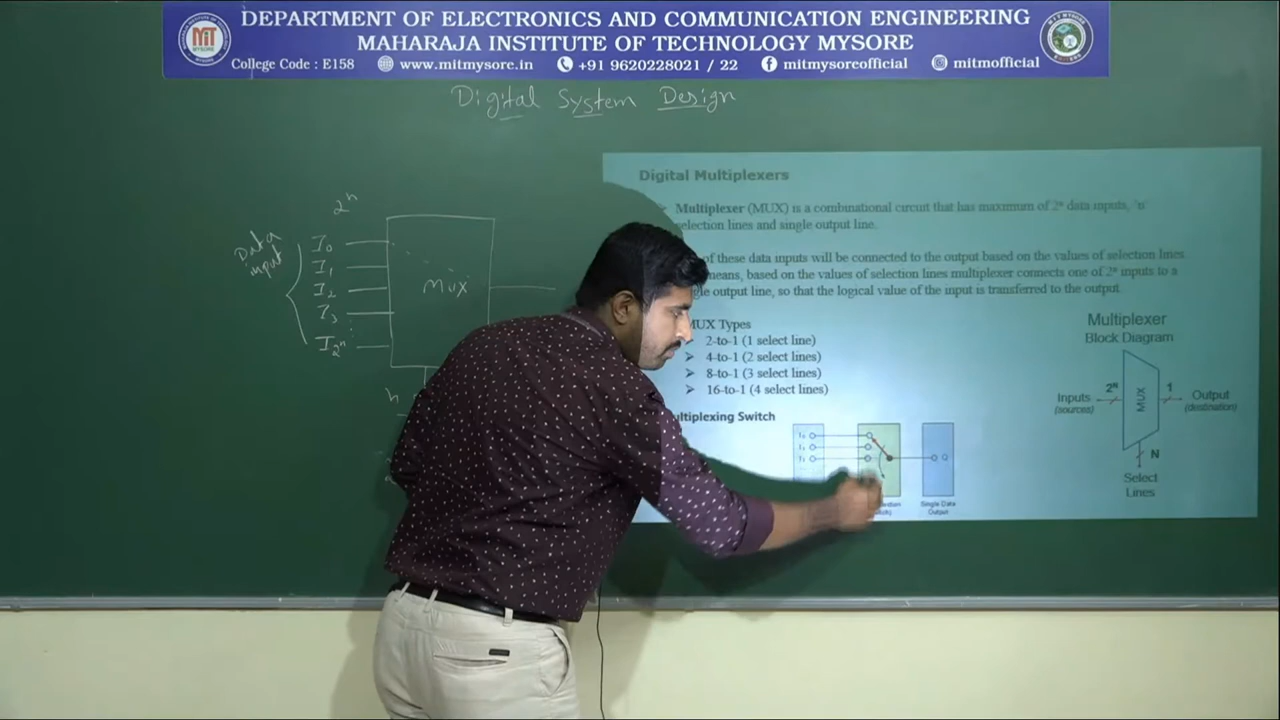 DEPARTMENT OF ELECTRONICS AND COMMUNICATION ENGINEERING
MAHARAJA INSTITUTE OF TECHNOLOGY MYSORE
College Code : E158 www.mitmysore.in +91 9620228021 / 22 mitmysoreofficial mitmofficial
MIT
MYSORE
Digital System Design
2ⁿ
Data
input
I₀
I₁
I₂
I₃
I₂ⁿ
MUX
n
Digital Multiplexers
Multiplexer (MUX) is a combinational circuit that has maximum of 2ⁿ data inputs, 'n'
selection lines and single output line.
of these data inputs will be connected to the output based on the values of selection lines.
means, based on the values of selection lines multiplexer connects one of 2ⁿ inputs to a
gle output line, so that the logical value of the input is transferred to the output.
MUX Types
➢ 2-to-1 (1 select line)
➢ 4-to-1 (2 select lines)
➢ 8-to-1 (3 select lines)
➢ 16-to-1 (4 select lines)
ultiplexing Switch
Q
Single Data
Output
Multiplexer
Block Diagram
Inputs
(sources)
2ᴺ
MUX
1
Output
(destination)
N
Select
Lines